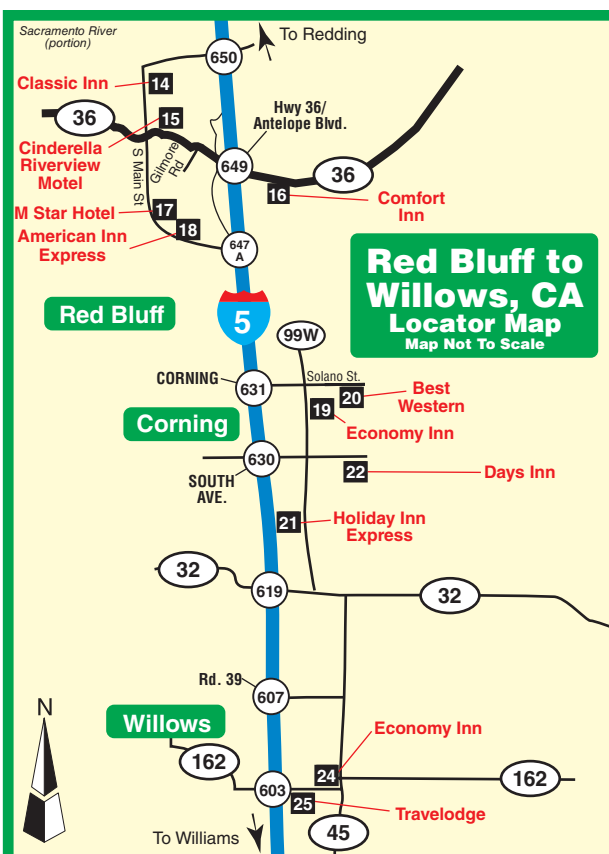 Sacramento River
(portion)
To Redding
650
Classic Inn
14
Hwy 36/
Antelope Blvd.
36
15
Cinderella
Riverview
Motel
S Main St
Gilmore
Rd
649
36
16
Comfort
Inn
M Star Hotel
17
American Inn
Express
18
647
A
Red Bluff to
Willows, CA
Locator Map
Map Not To Scale
Red Bluff
5
99W
CORNING
631
Solano St.
20
Best
Western
19
Economy Inn
Corning
630
SOUTH
AVE.
22
Days Inn
21
Holiday Inn
Express
32
619
32
Rd. 39
607
N
Willows
Economy Inn
162
24
162
603
25
Travelodge
To Williams
45